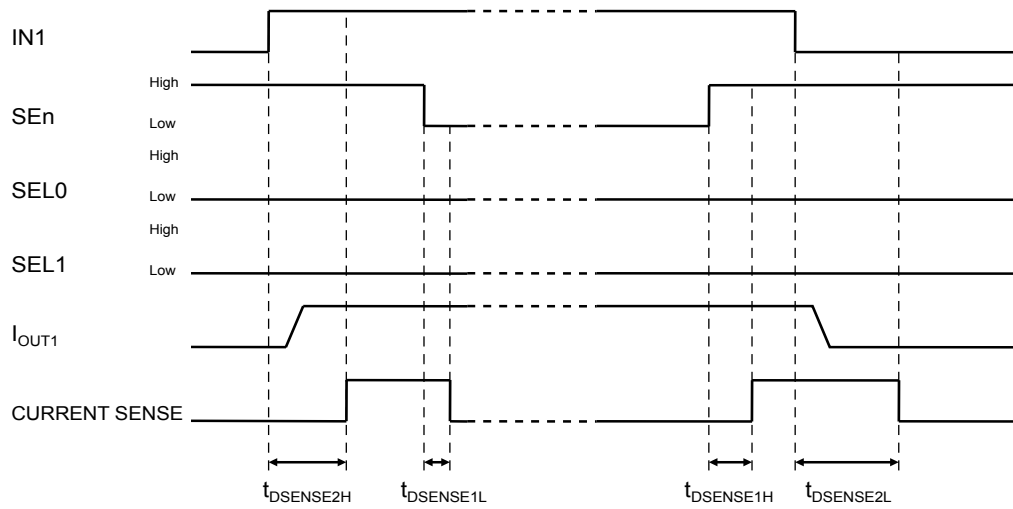 IN1
High
SEn
Low
High
SEL0
Low
High
SEL1
Low
IOUT1
CURRENT SENSE
tDSENSE2H
tDSENSE1L
tDSENSE1H
tDSENSE2L